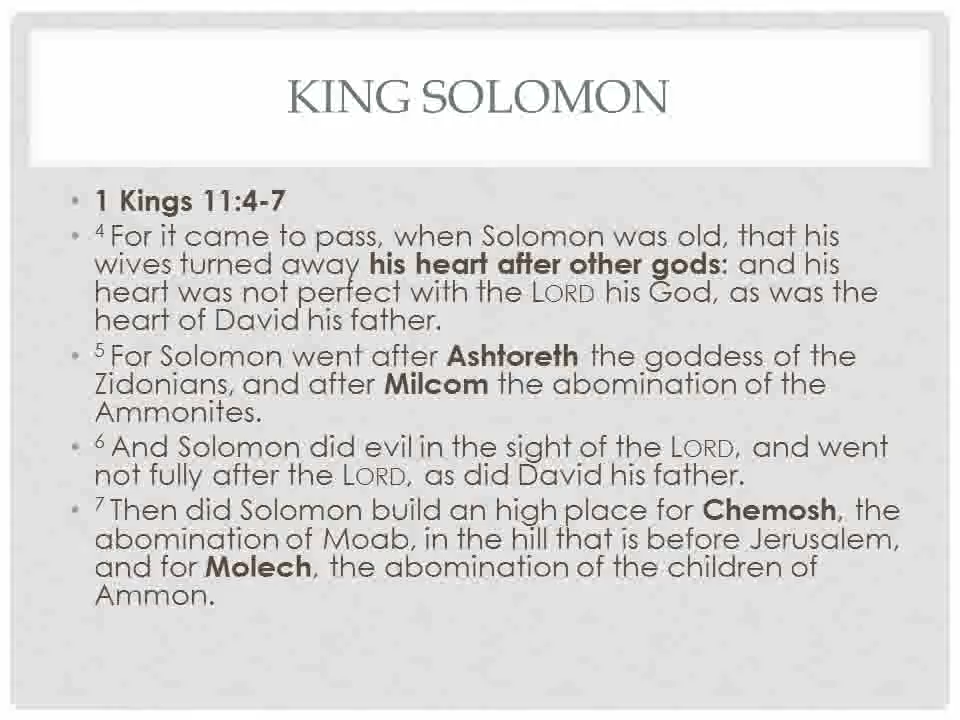 KING SOLOMON
• 1 Kings 11:4-7
• 4 For it came to pass, when Solomon was old, that his
wives turned away his heart after other gods: and his
heart was not perfect with the LORD his God, as was the
heart of David his father.
• 5 For Solomon went after Ashtoreth the goddess of the
Zidonians, and after Milcom the abomination of the
Ammonites.
• 6 And Solomon did evil in the sight of the LORD, and went
not fully after the LORD, as did David his father.
• 7 Then did Solomon build an high place for Chemosh, the
abomination of Moab, in the hill that is before Jerusalem,
and for Molech, the abomination of the children of
Ammon.